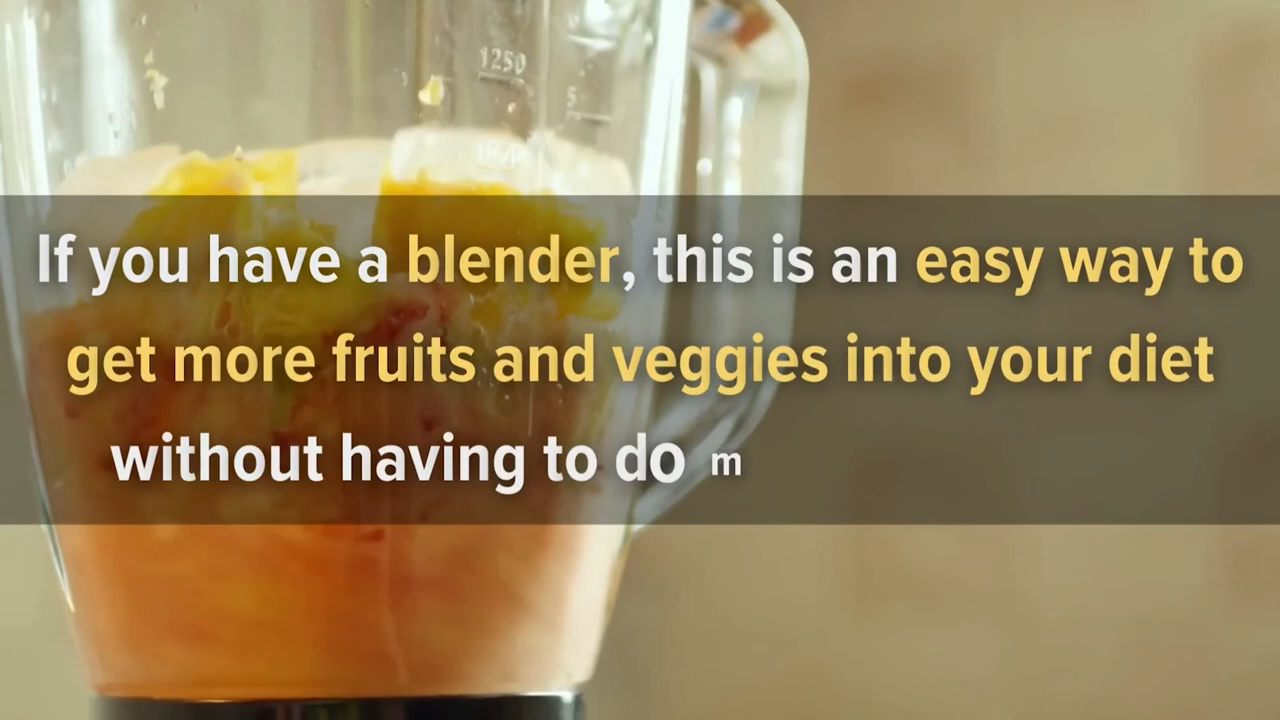 1250
5
If you have a blender, this is an easy way to
get more fruits and veggies into your diet
without having to do m